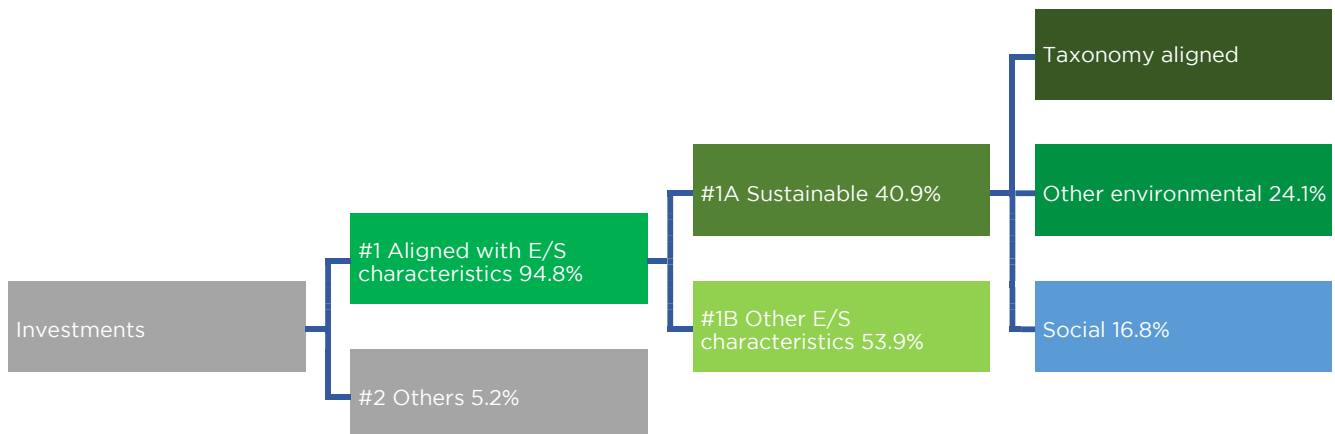 Investments
#1 Aligned with E/S
characteristics 94.8%
#2 Others 5.2%
#1A Sustainable 40.9%
#1B Other E/S
characteristics 53.9%
Taxonomy aligned
Other environmental 24.1%
Social 16.8%